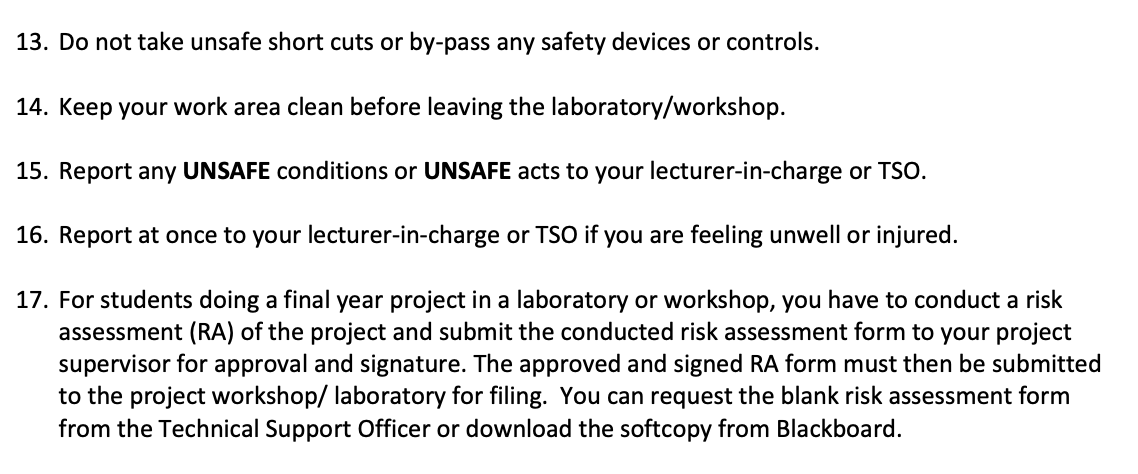 13. Do not take unsafe short cuts or by-pass any safety devices or controls.
14. Keep your work area clean before leaving the laboratory/workshop.
15. Report any UNSAFE conditions or UNSAFE acts to your lecturer-in-charge or TSO.
16. Report at once to your lecturer-in-charge or TSO if you are feeling unwell or injured.
17. For students doing a final year project in a laboratory or workshop, you have to conduct a risk
assessment (RA) of the project and submit the conducted risk assessment form to your project
supervisor for approval and signature. The approved and signed RA form must then be submitted
to the project workshop/ laboratory for filing.  You can request the blank risk assessment form
from the Technical Support Officer or download the softcopy from Blackboard.